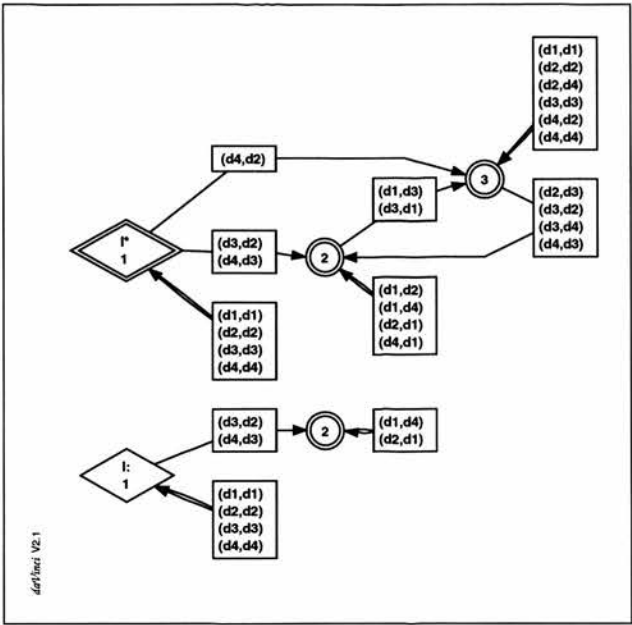 (d1,d1)
(d2,d2)
(d2,d4)
(d3,d3)
(d4,d2)
(d4,d4)
(d4,d2)
3
(d1,d3)
(d3,d1)
(d2,d3)
(d3,d2)
(d3,d4)
(d4,d3)
I*
1
(d3,d2)
(d4,d3)
2
(d1,d2)
(d1,d4)
(d2,d1)
(d4,d1)
(d1,d1)
(d2,d2)
(d3,d3)
(d4,d4)
(d3,d2)
(d4,d3)
2
(d1,d4)
(d2,d1)
I:
1
(d1,d1)
(d2,d2)
(d3,d3)
(d4,d4)
daVinci V2.1